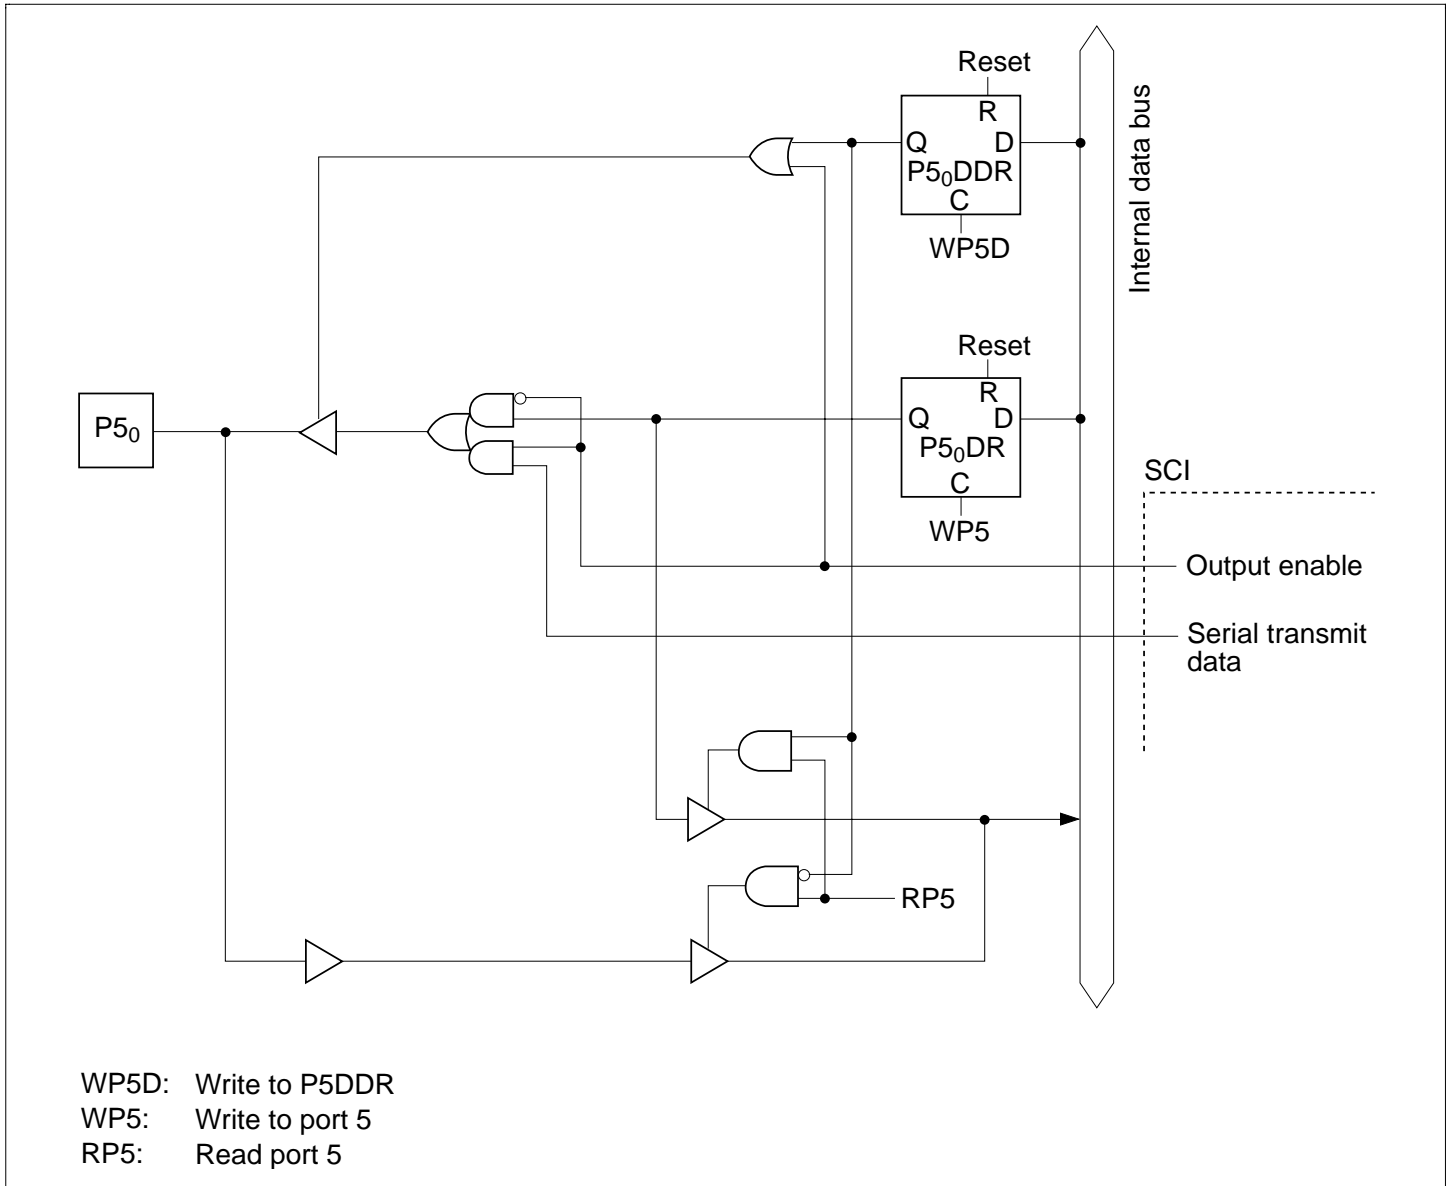 Reset
R
Q D
P5₀DDR
C
WP5D
Internal data bus
Reset
R
Q D
P5₀DR
C
WP5
P5₀
SCI
Output enable
Serial transmit
data
RP5
WP5D: Write to P5DDR
WP5: Write to port 5
RP5: Read port 5